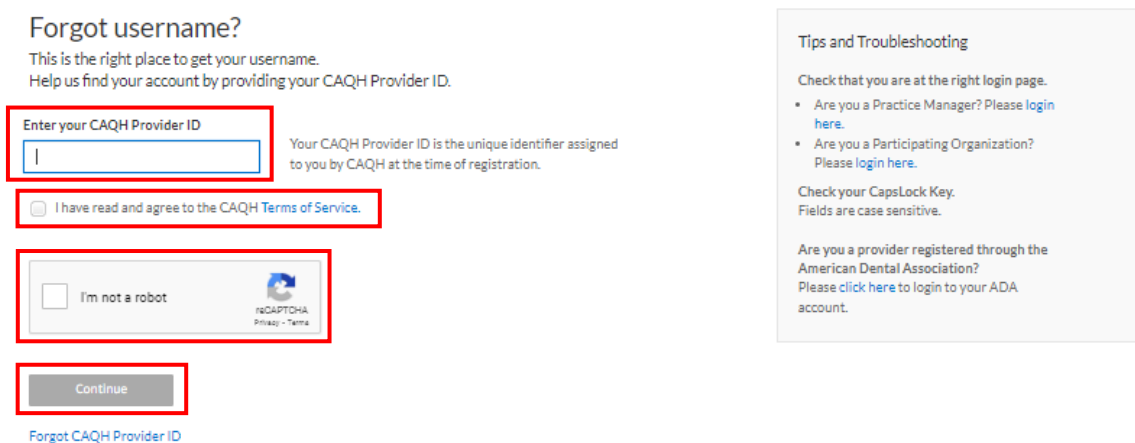 Forgot username?
This is the right place to get your username.
Help us find your account by providing your CAQH Provider ID.
Enter your CAQH Provider ID
Your CAQH Provider ID is the unique identifier assigned
to you by CAQH at the time of registration.
I have read and agree to the CAQH Terms of Service.
I'm not a robot
reCAPTCHA
Privacy - Terms
Continue
Forgot CAQH Provider ID
Tips and Troubleshooting
Check that you are at the right login page.
Are you a Practice Manager? Please login
here.
Are you a Participating Organization?
Please login here.
Check your CapsLock Key.
Fields are case sensitive.
Are you a provider registered through the
American Dental Association?
Please click here to login to your ADA
account.